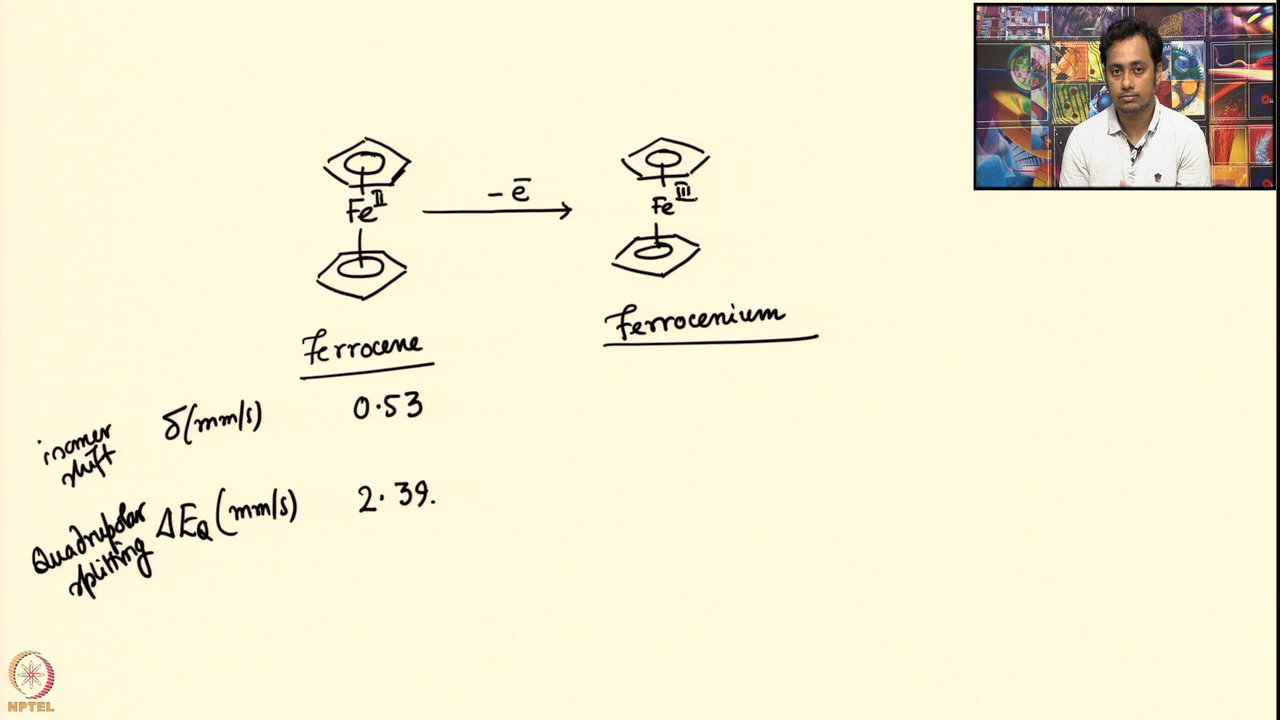 Fe^II
- e̅
Fe^III
Ferrocene
Ferrocenium
isomer
shift
δ(mm/s)
0.53
Quadrupolar
splitting
ΔE_Q (mm/s)
2.39.
NPTEL